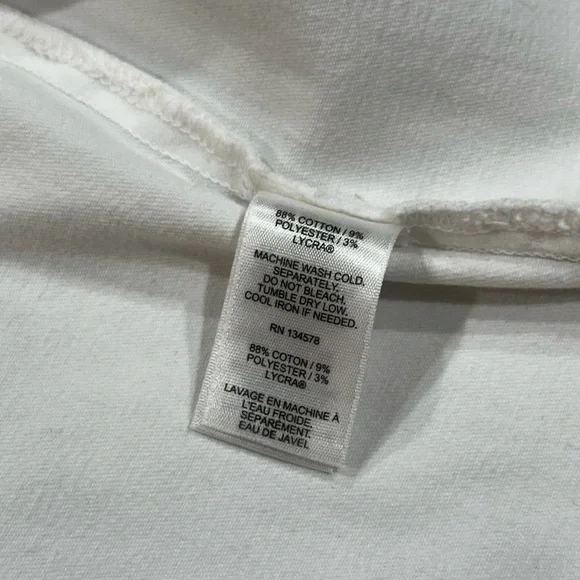 88% COTTON / 9%
POLYESTER / 3%
LYCRA®
MACHINE WASH COLD.
SEPARATELY.
DO NOT BLEACH.
TUMBLE DRY LOW.
COOL IRON IF NEEDED.
RN 134578
88% COTON / 9%
POLYESTER / 3%
LYCRA®
LAVAGE EN MACHINE À
L'EAU FROIDE.
SÉPARÉMENT.
EAU DE JAVEL